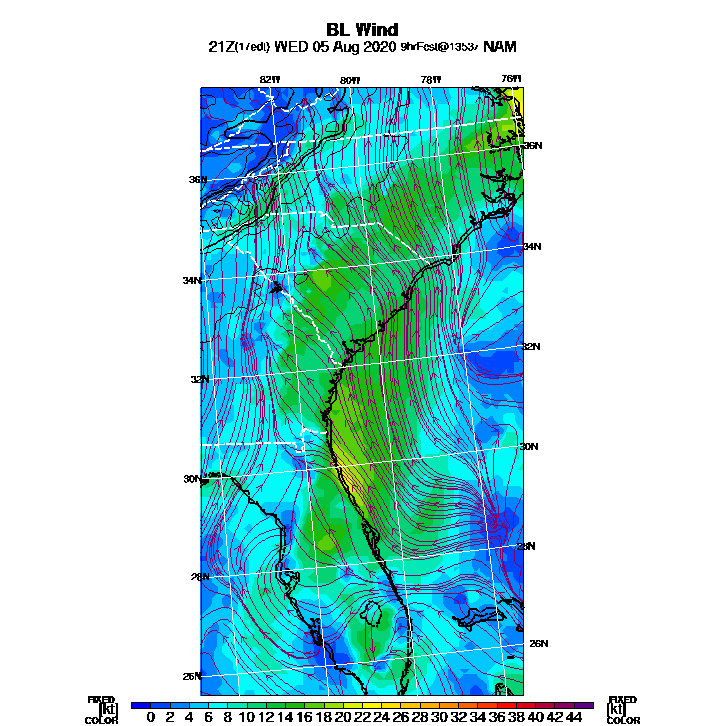 BL Wind
21Z(17edt) WED 05 Aug 2020 9hrFcst@1353z NAM
82W 80W 78W 76W
36N
36N
34N
34N
32N
32N
30N
30N
28N
28N
26N
26N
FIXED FIXED
[kt] 0 2 4 6 8 10 12 14 16 18 20 22 24 26 28 30 32 34 36 38 40 42 44 [kt]
COLOR COLOR